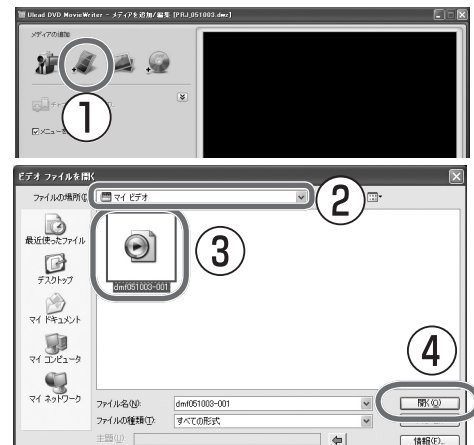 Ulead DVD MovieWriter - メディアを追加/編集 [PRJ_051003.dwz]
メディアの追加
①
ビデオ ファイルを開く
ファイルの場所(I):
マイ ビデオ
②
最近使ったファイル
デスクトップ
マイ ドキュメント
マイ コンピュータ
マイ ネットワーク
dmf051003-001
③
④
ファイル名(N):
dmf051003-001
開く(O)
ファイルの種類(T):
すべての形式
主題(U):
情報(F)...